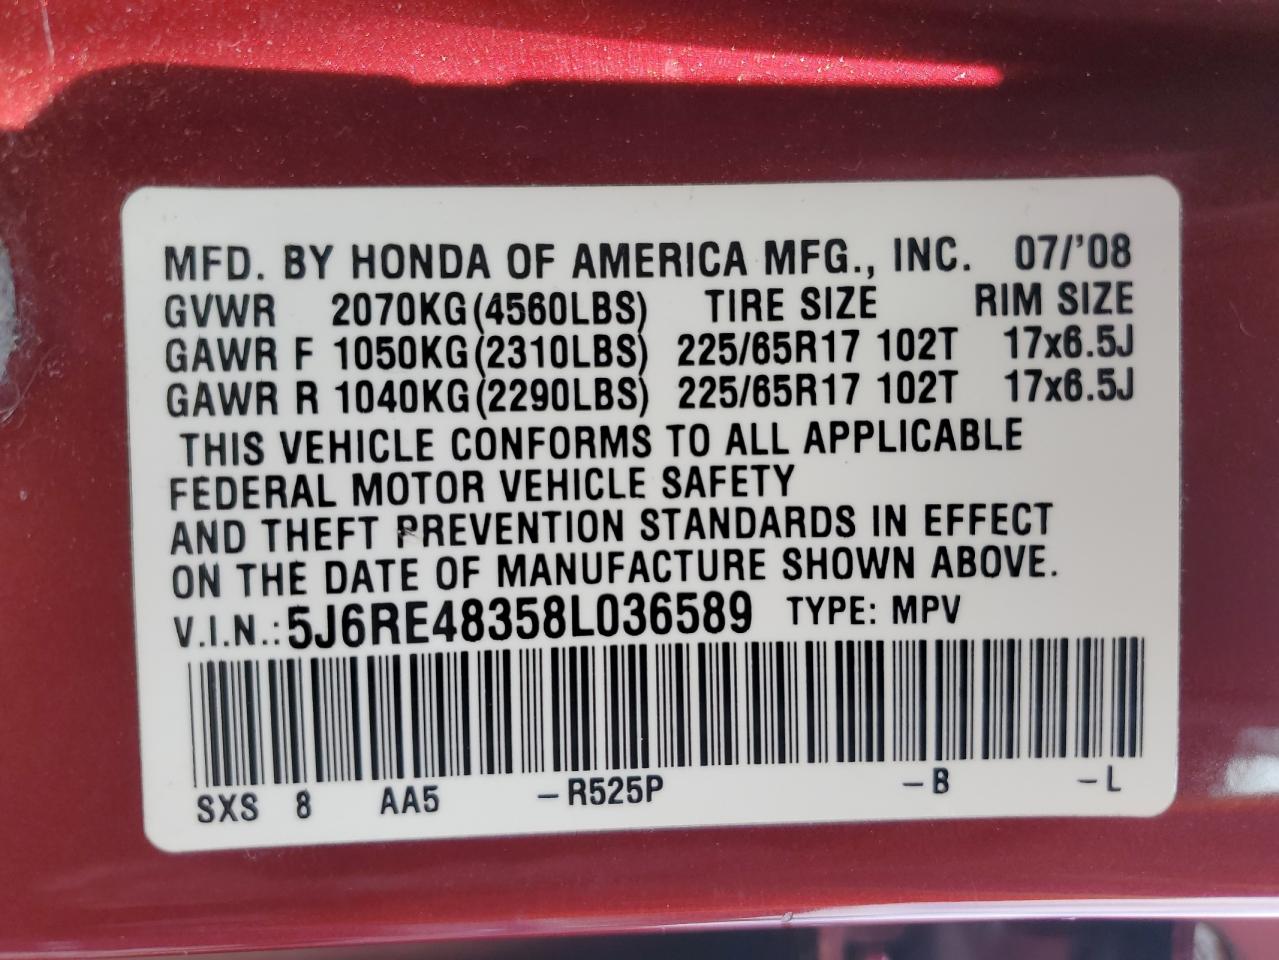 MFD. BY HONDA OF AMERICA MFG., INC. 07/'08
GVWR 2070KG(4560LBS) TIRE SIZE RIM SIZE
GAWR F 1050KG(2310LBS) 225/65R17 102T 17x6.5J
GAWR R 1040KG(2290LBS) 225/65R17 102T 17x6.5J
THIS VEHICLE CONFORMS TO ALL APPLICABLE
FEDERAL MOTOR VEHICLE SAFETY
AND THEFT PREVENTION STANDARDS IN EFFECT
ON THE DATE OF MANUFACTURE SHOWN ABOVE.
V.I.N.: 5J6RE48358L036589 TYPE: MPV
SXS 8 AA5 –R525P –B –L